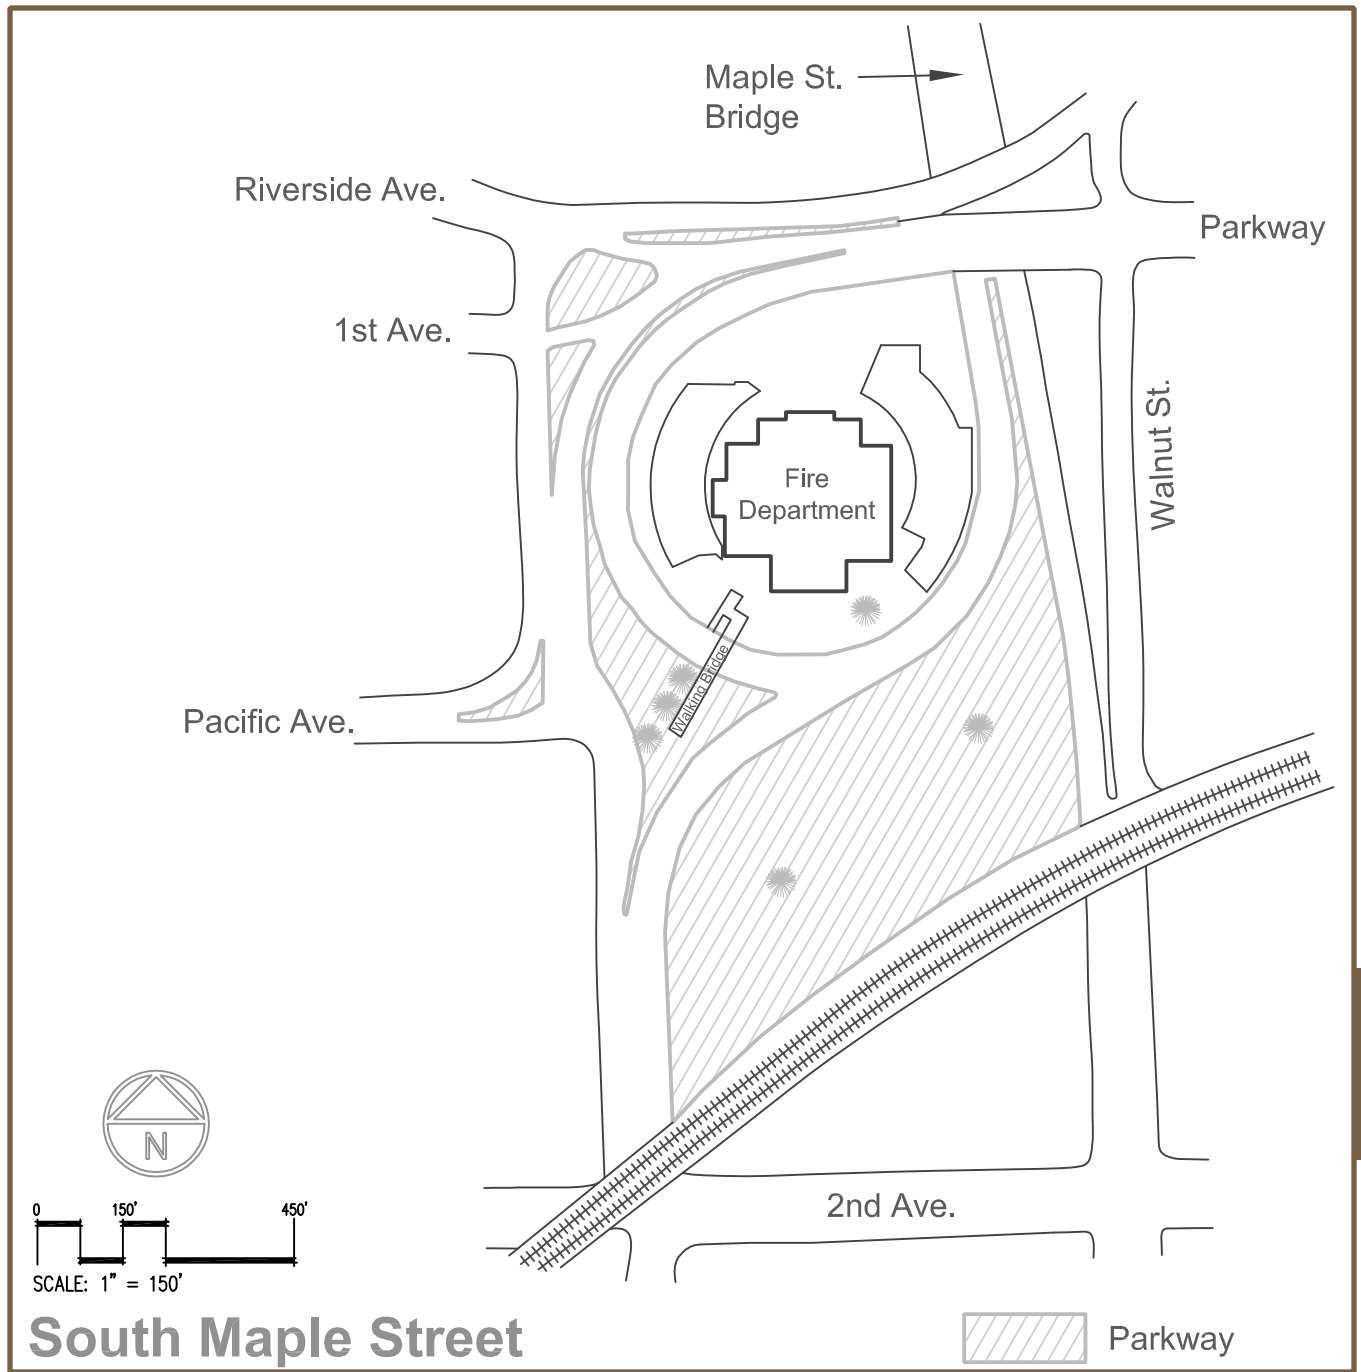 Maple St.
Bridge
Riverside Ave.
Parkway
1st Ave.
Walnut St.
Fire
Department
Walking Bridge
Pacific Ave.
N
0 150' 450'
SCALE: 1" = 150'
2nd Ave.
South Maple Street
Parkway